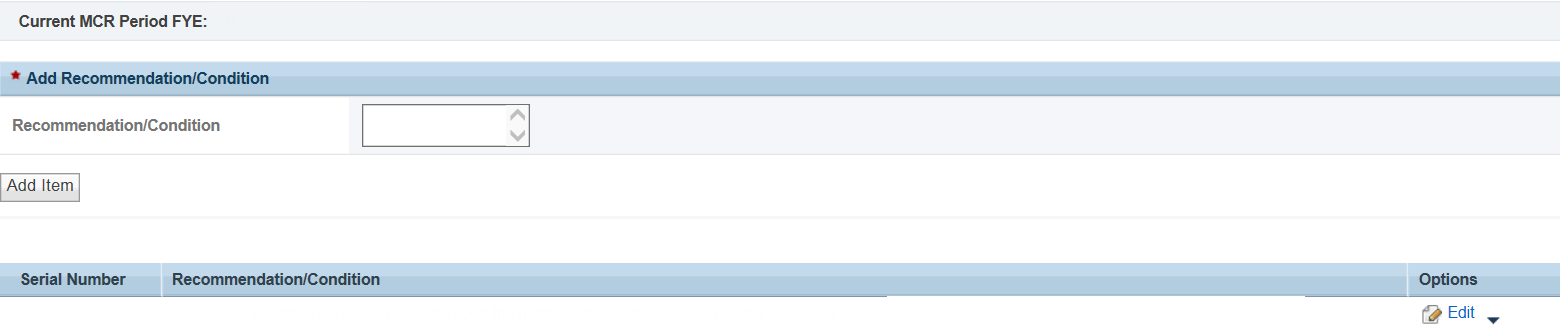 Current MCR Period FYE:
* Add Recommendation/Condition
Recommendation/Condition
Add Item
Serial Number Recommendation/Condition Options
Edit